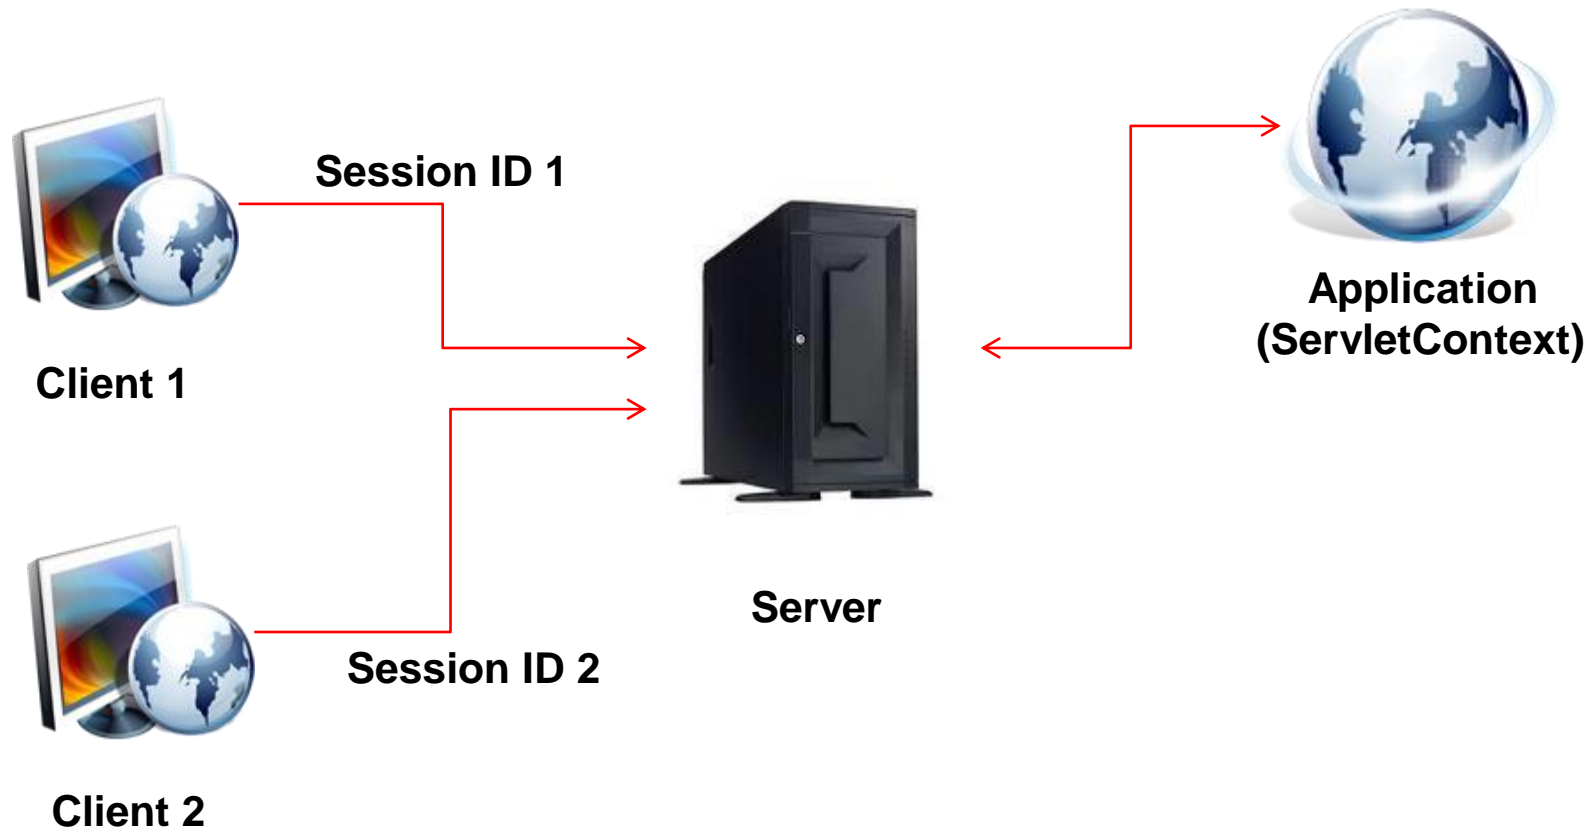 Session ID 1
Client 1
Application
(ServletContext)
Server
Session ID 2
Client 2